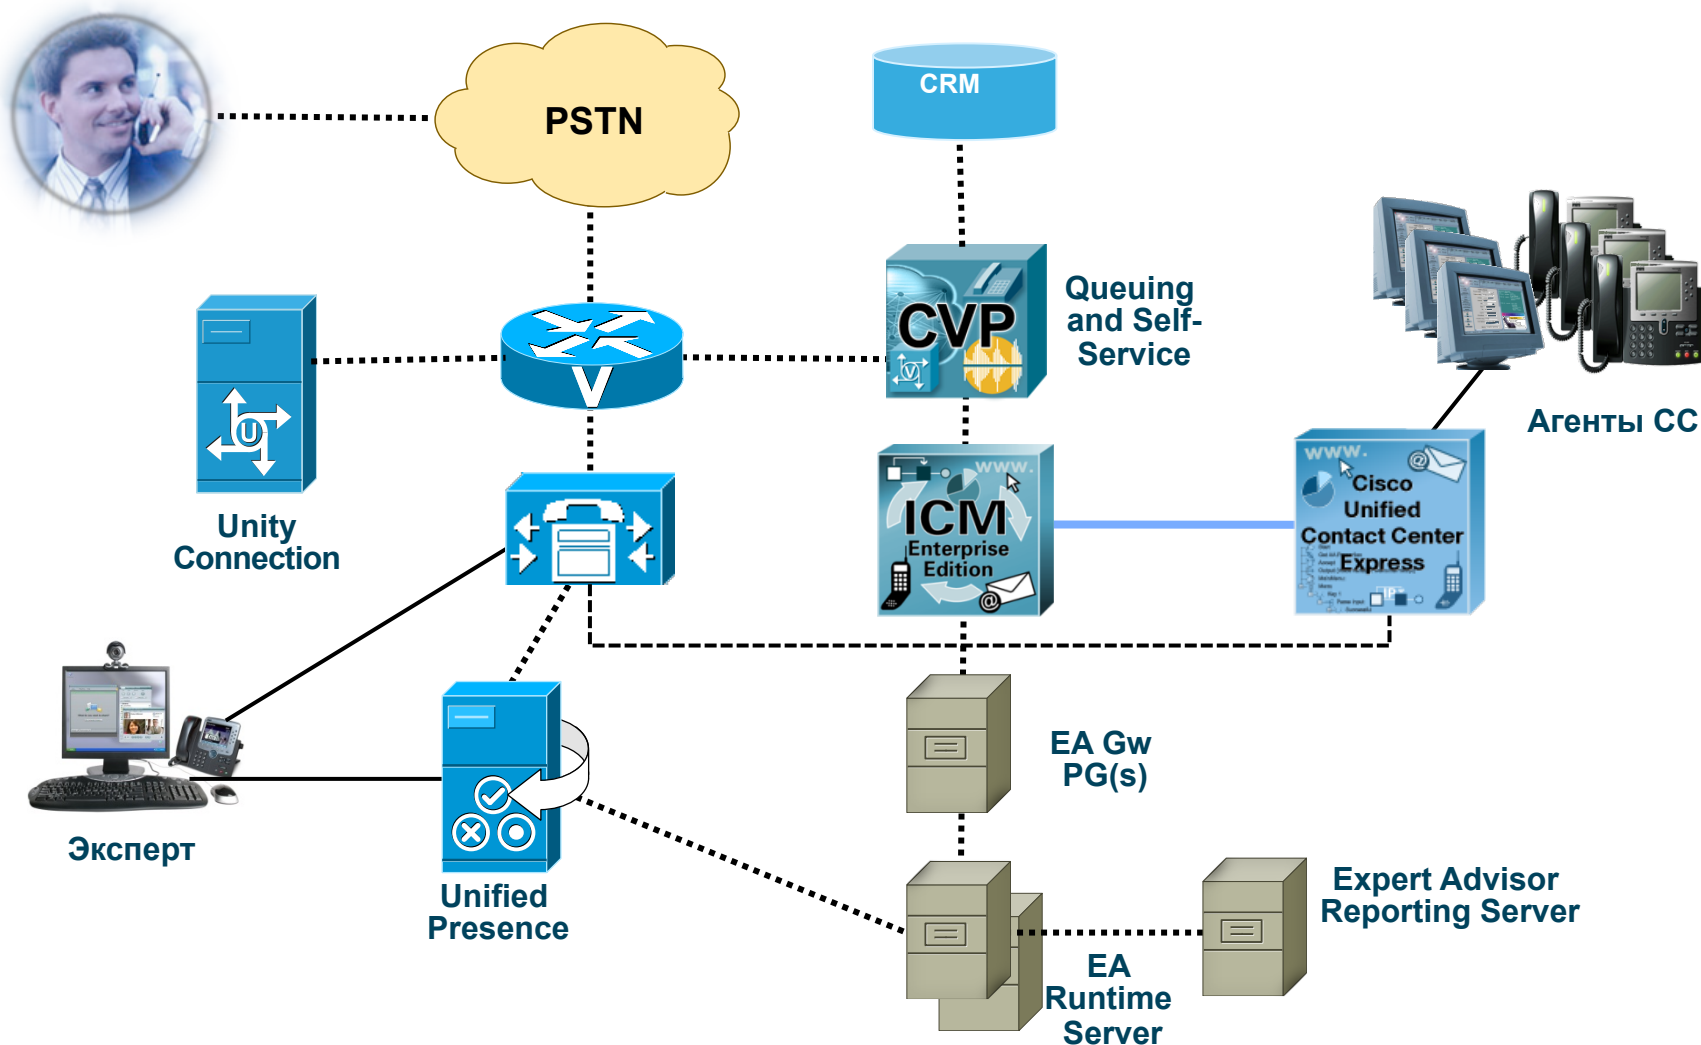 PSTN
CRM
CVP
V
Queuing
and Self-
Service
V
U
Unity
Connection
www.
ICM
Enterprise
Edition
@
www.
@
Cisco
Unified
Contact Center
Express
Агенты CC
Эксперт
Unified
Presence
EA Gw
PG(s)
EA
Runtime
Server
Expert Advisor
Reporting Server